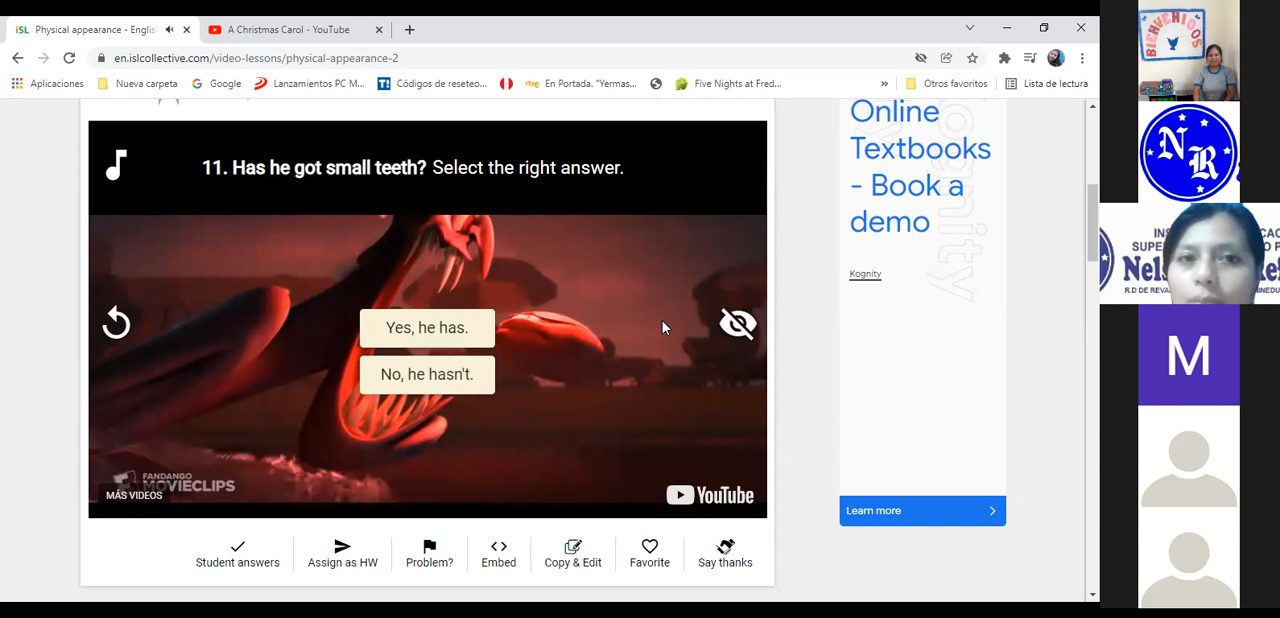 Physical appearance - Englis
A Christmas Carol - YouTube
en.islcollective.com/video-lessons/physical-appearance-2
Aplicaciones
Nueva carpeta
Google
Lanzamientos PC M...
Códigos de reseteo...
rtve
En Portada. "Yermas...
Five Nights at Fred...
»
Otros favoritos
Lista de lectura
11. Has he got small teeth? Select the right answer.
Yes, he has.
No, he hasn't.
FANDANGO
MOVIECLIPS
MÁS VIDEOS
YouTube
Student answers
Assign as HW
Problem?
Embed
Copy & Edit
Favorite
Say thanks
Online
Textbooks
- Book a
demo
Kognity
Learn more
BIENVENIDOS
N
R
M